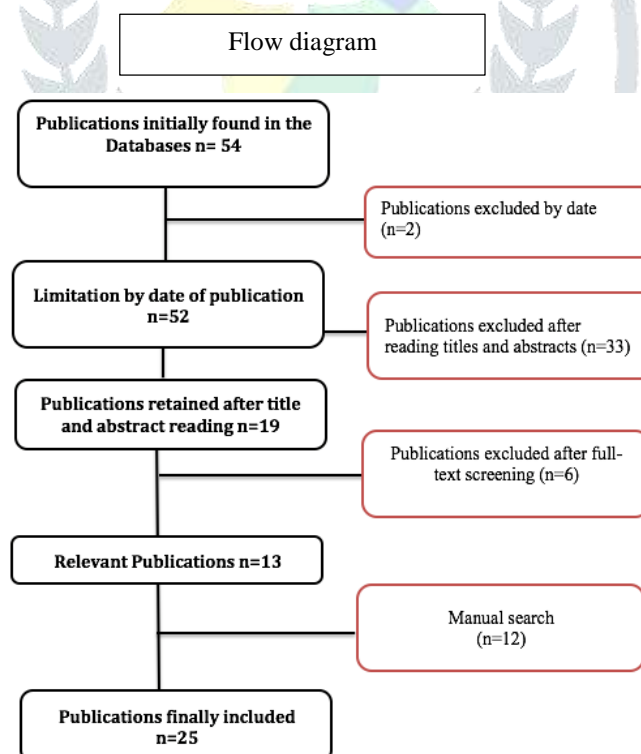 Flow diagram
Publications initially found in the
Databases n= 54
Publications excluded by date
(n=2)
Limitation by date of publication
n=52
Publications excluded after
reading titles and abstracts (n=33)
Publications retained after title
and abstract reading n=19
Publications excluded after full-
text screening (n=6)
Relevant Publications n=13
Manual search
(n=12)
Publications finally included
n=25